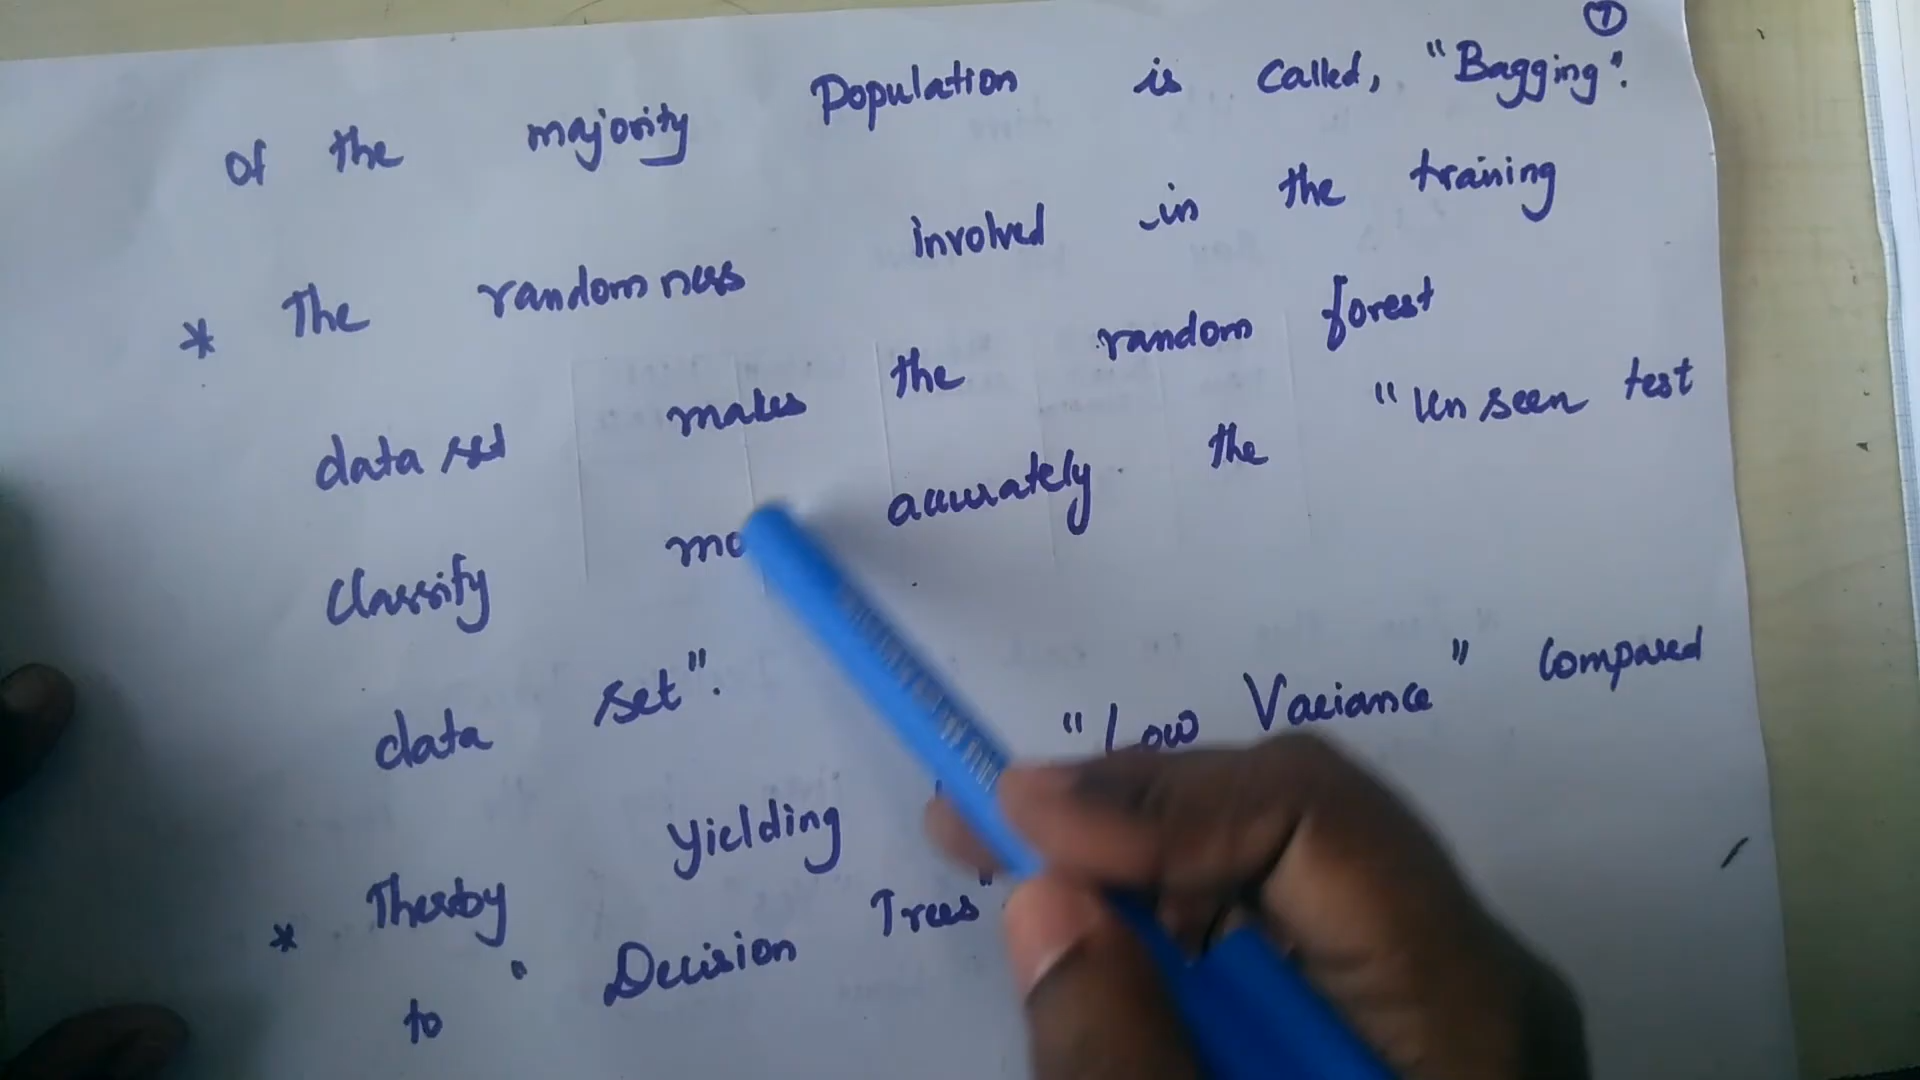 7
of the majority Population is called, "Bagging".
* The randomness involved in the training
data set makes the random forest
Classify accurately the "Unseen test
data set".
* Thereby yielding "Low Variance" Compared
to "Decision Trees"